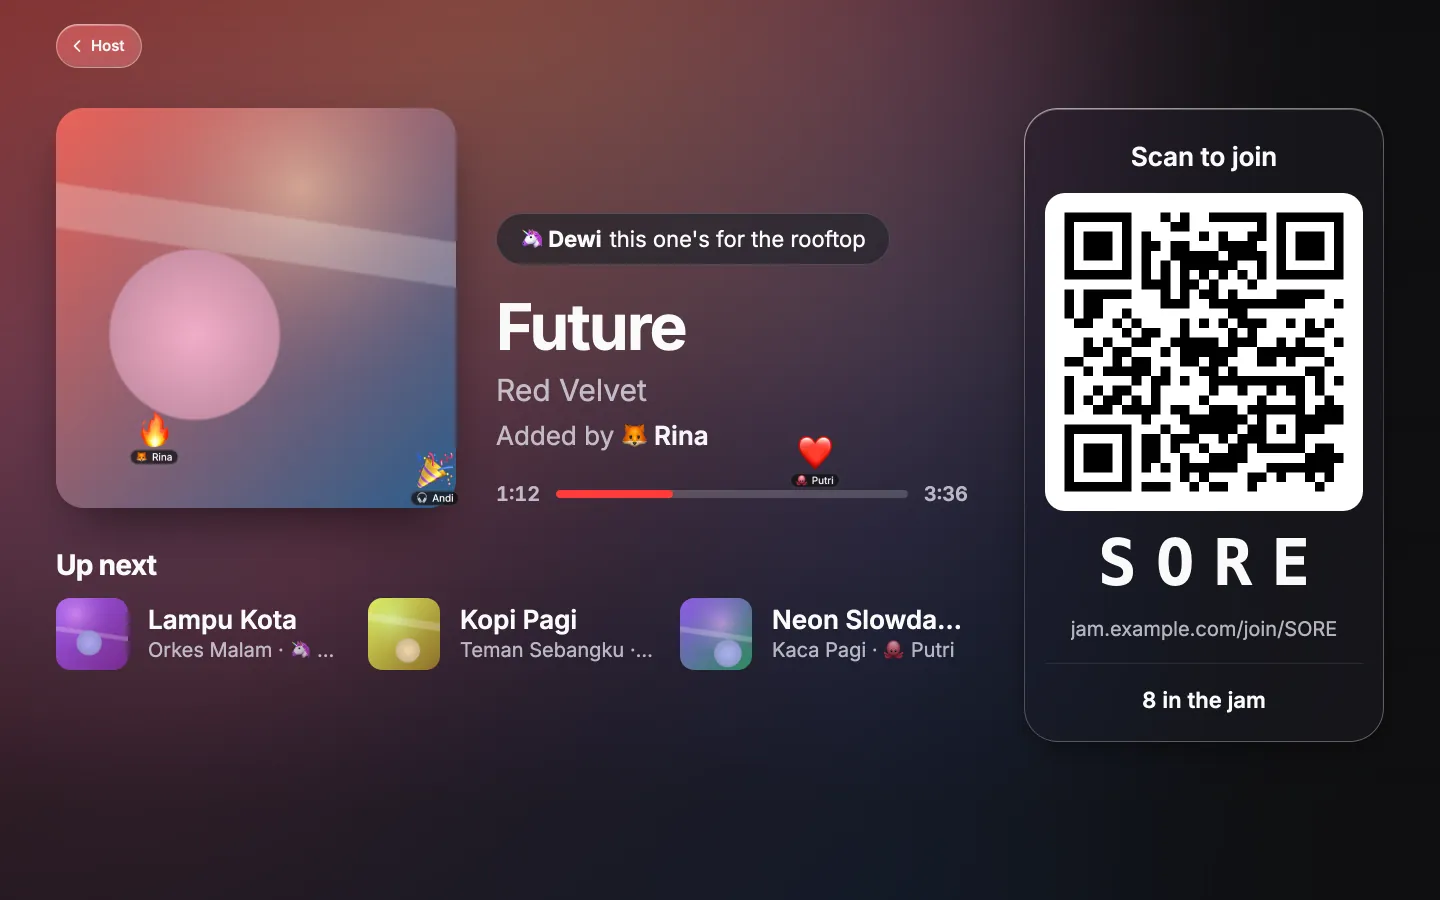 Host
🦄 Dewi this one's for the rooftop
Future
Red Velvet
Added by 🦊 Rina
🦊 Rina
🎧 Andi
🐙 Putri
1:12
3:36
Up next
Lampu Kota
Orkes Malam · 🦄 ...
Kopi Pagi
Teman Sebangku ·...
Neon Slowda...
Kaca Pagi · 🐙 Putri
Scan to join
SORE
jam.example.com/join/SORE
8 in the jam